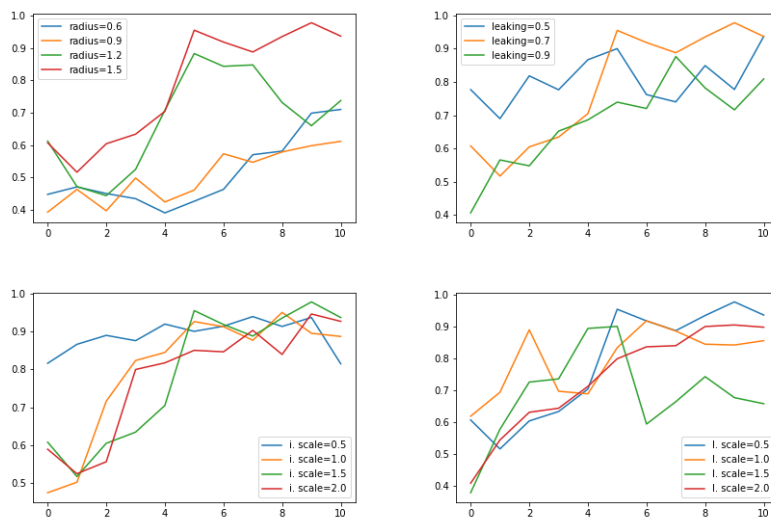 1.0
0.9
0.8
0.7
0.6
0.5
0.4
0 2 4 6 8 10
radius=0.6
radius=0.9
radius=1.2
radius=1.5
1.0
0.9
0.8
0.7
0.6
0.5
0.4
0 2 4 6 8 10
leaking=0.5
leaking=0.7
leaking=0.9
1.0
0.9
0.8
0.7
0.6
0.5
0 2 4 6 8 10
i. scale=0.5
i. scale=1.0
i. scale=1.5
i. scale=2.0
1.0
0.9
0.8
0.7
0.6
0.5
0.4
0 2 4 6 8 10
l. scale=0.5
l. scale=1.0
l. scale=1.5
l. scale=2.0